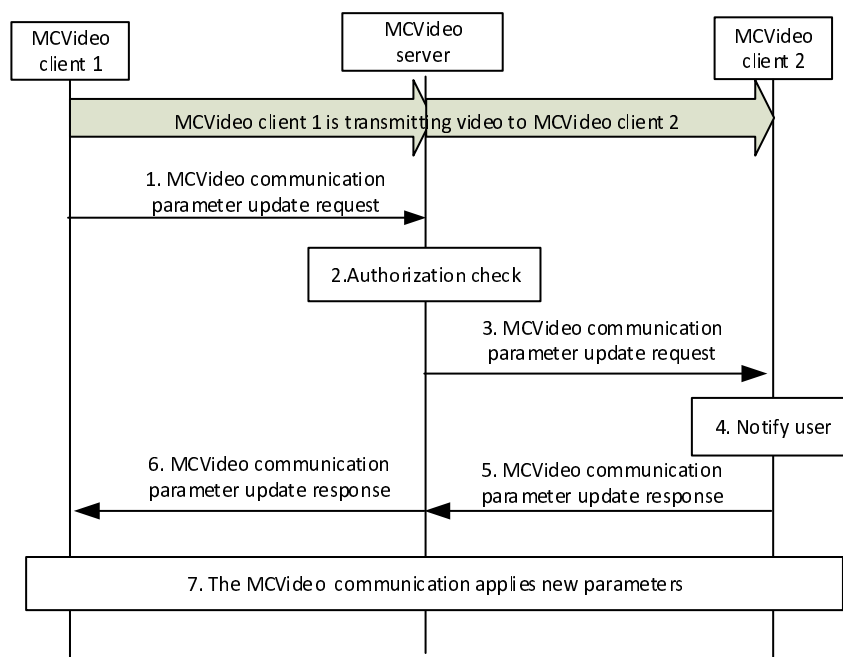 MCVideo
client 1
MCVideo
server
MCVideo
client 2
MCVideo client 1 is transmitting video to MCVideo client 2
1. MCVideo communication
parameter update request
2.Authorization check
3. MCVideo communication
parameter update request
4. Notify user
5. MCVideo communication
parameter update response
6. MCVideo communication
parameter update response
7. The MCVideo communication applies new parameters